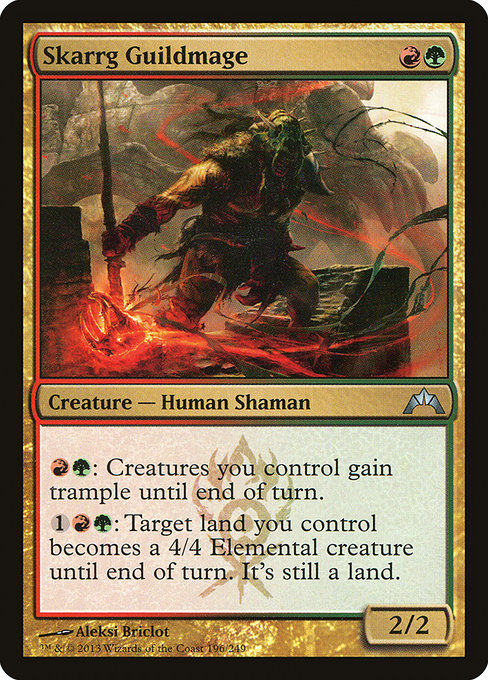 Skarrg Guildmage
Creature — Human Shaman
: Creatures you control gain
trample until end of turn.
1: Target land you control
becomes a 4/4 Elemental creature
until end of turn. It's still a land.
Aleksi Briclot
2/2
™ & © 2013 Wizards of the Coast 196/249